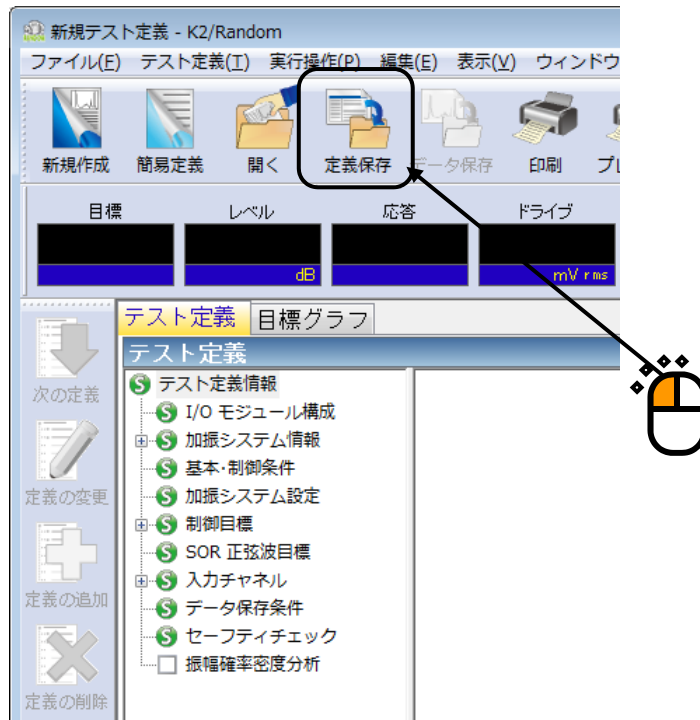 新規テスト定義 - K2/Random
ファイル(F) テスト定義(T) 実行操作(P) 編集(E) 表示(V) ウィンドウ
新規作成 簡易定義 開く 定義保存 データ保存 印刷 プレ
目標 レベル 応答 ドライブ
dB mV rms
テスト定義 目標グラフ
テスト定義
テスト定義情報
I/O モジュール構成
加振システム情報
基本・制御条件
加振システム設定
制御目標
SOR 正弦波目標
入力チャネル
データ保存条件
セーフティチェック
振幅確率密度分析
次の定義
定義の変更
定義の追加
定義の削除